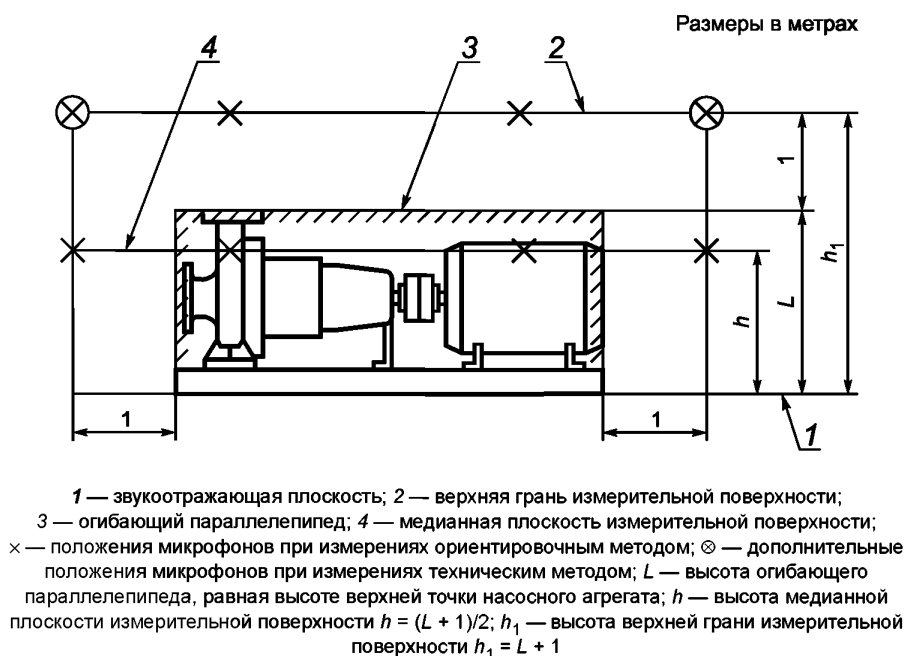 Размеры в метрах
4
3
2
1
h
L
h₁
1
1
1
1 — звукоотражающая плоскость; 2 — верхняя грань измерительной поверхности;
3 — огибающий параллелепипед; 4 — медианная плоскость измерительной поверхности;
× — положения микрофонов при измерениях ориентировочным методом; ⊗ — дополнительные
положения микрофонов при измерениях техническим методом; L — высота огибающего
параллелепипеда, равная высоте верхней точки насосного агрегата; h — высота медианной
плоскости измерительной поверхности h = (L + 1)/2; h₁ — высота верхней грани измерительной
поверхности h₁ = L + 1